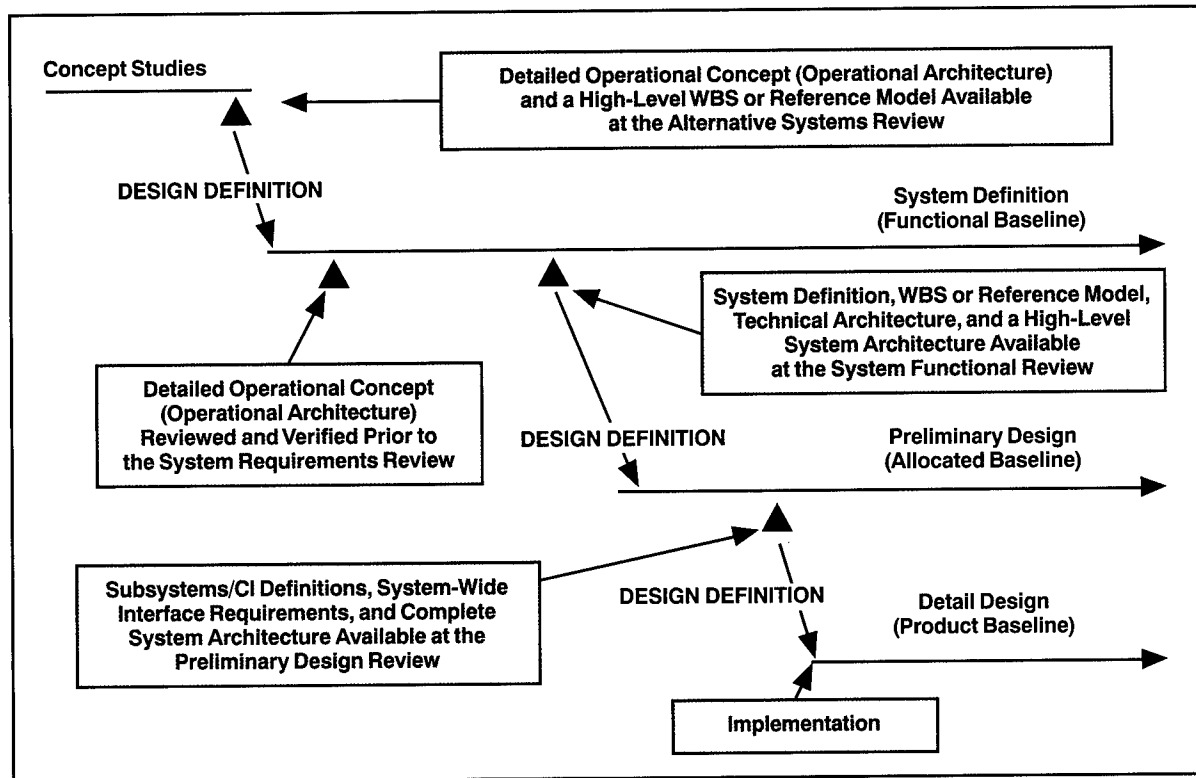 Concept Studies
Detailed Operational Concept (Operational Architecture)
and a High-Level WBS or Reference Model Available
at the Alternative Systems Review
DESIGN DEFINITION
System Definition
(Functional Baseline)
System Definition, WBS or Reference Model,
Technical Architecture, and a High-Level
System Architecture Available
at the System Functional Review
Detailed Operational Concept
(Operational Architecture)
Reviewed and Verified Prior to
the System Requirements Review
DESIGN DEFINITION
Preliminary Design
(Allocated Baseline)
Subsystems/CI Definitions, System-Wide
Interface Requirements, and Complete
System Architecture Available at the
Preliminary Design Review
DESIGN DEFINITION
Detail Design
(Product Baseline)
Implementation